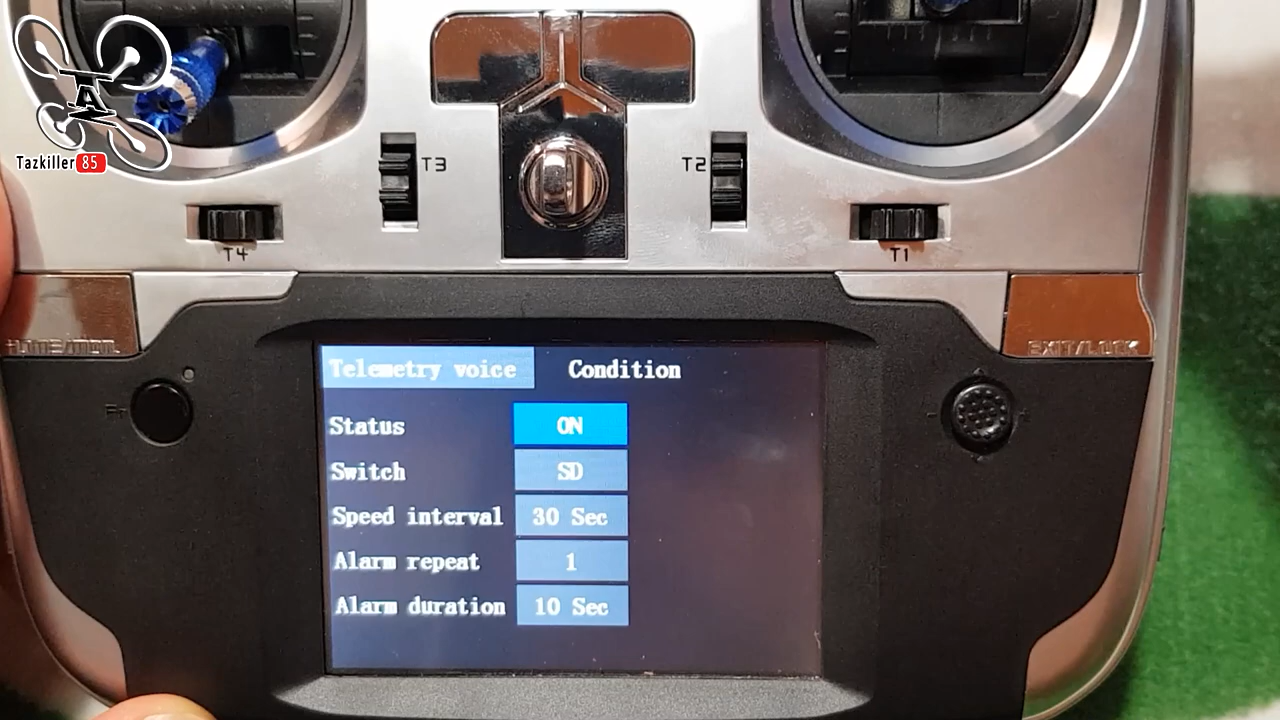 A
Tazkiller 85
T3
T2
T4
T1
EXIT/LOCK
Telemetry voice Condition
Status ON
Switch SD
Speed interval 30 Sec
Alarm repeat 1
Alarm duration 10 Sec